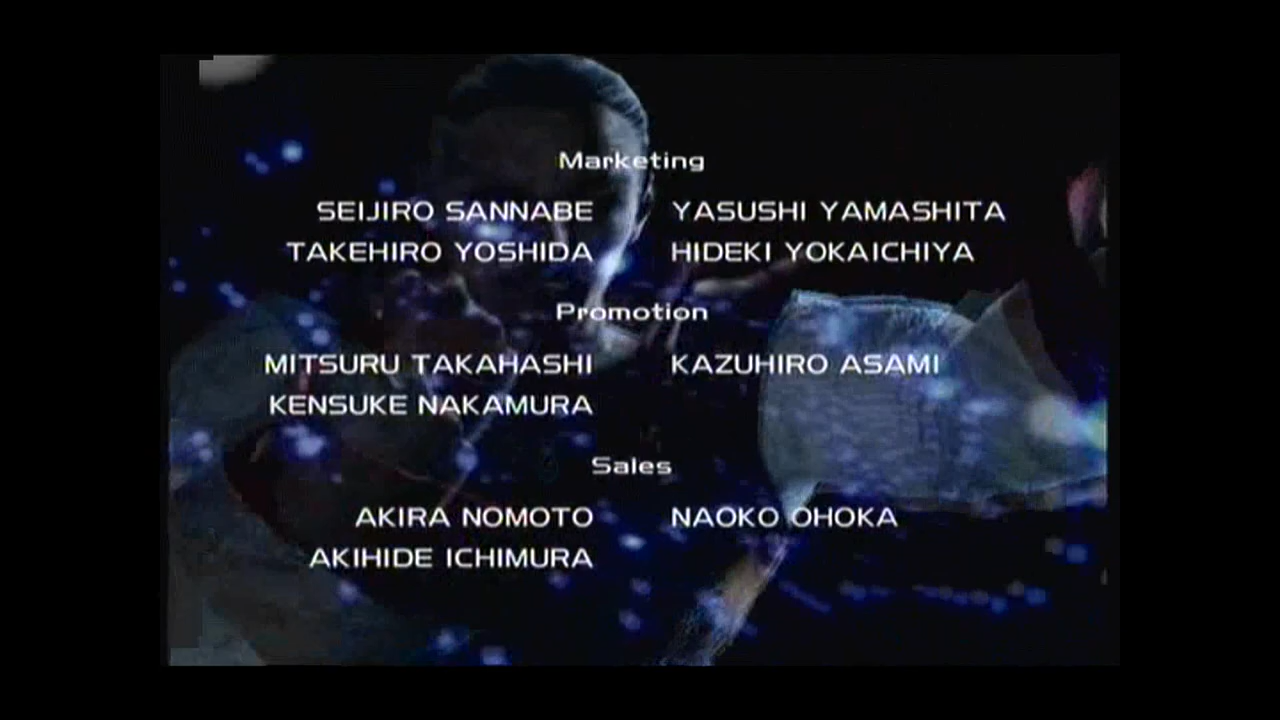 Marketing
SEIJIRO SANNABE YASUSHI YAMASHITA
TAKEHIRO YOSHIDA HIDEKI YOKAICHIYA
Promotion
MITSURU TAKAHASHI KAZUHIRO ASAMI
KENSUKE NAKAMURA
Sales
AKIRA NOMOTO NAOKO OHOKA
AKIHIDE ICHIMURA